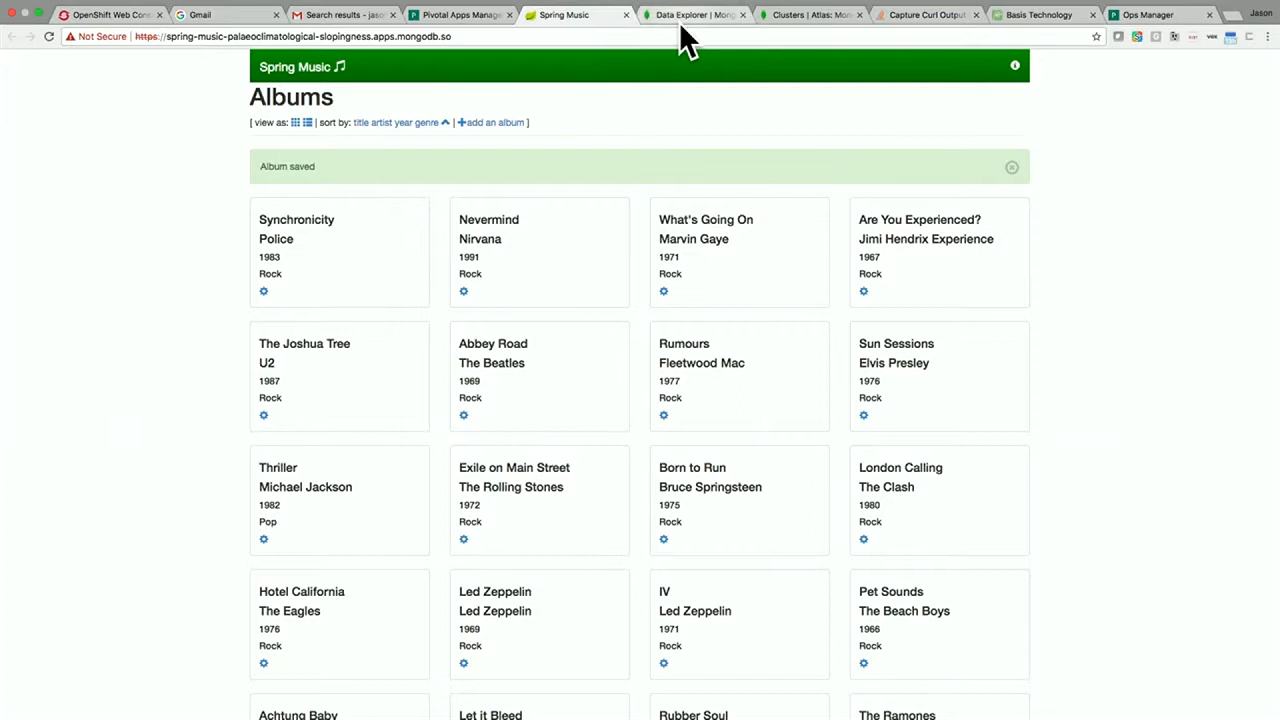 OpenShift Web Con
Gmail
Search results - jaso
Pivotal Apps Manage
Spring Music
Data Explorer | Mong
Clusters | Atlas: Mon
Capture Curl Output
Basis Technology
Ops Manager
Jason
Not Secure | https://spring-music-palaeoclimatological-slopingness.apps.mongodb.so
Spring Music
Albums
[ view as: | sort by: title artist year genre | add an album ]
Album saved
Synchronicity
Police
1983
Rock
Nevermind
Nirvana
1991
Rock
What's Going On
Marvin Gaye
1971
Rock
Are You Experienced?
Jimi Hendrix Experience
1967
Rock
The Joshua Tree
U2
1987
Rock
Abbey Road
The Beatles
1969
Rock
Rumours
Fleetwood Mac
1977
Rock
Sun Sessions
Elvis Presley
1976
Rock
Thriller
Michael Jackson
1982
Pop
Exile on Main Street
The Rolling Stones
1972
Rock
Born to Run
Bruce Springsteen
1975
Rock
London Calling
The Clash
1980
Rock
Hotel California
The Eagles
1976
Rock
Led Zeppelin
Led Zeppelin
1969
Rock
IV
Led Zeppelin
1971
Rock
Pet Sounds
The Beach Boys
1966
Rock
Achtung Baby
Let it Bleed
Rubber Soul
The Ramones